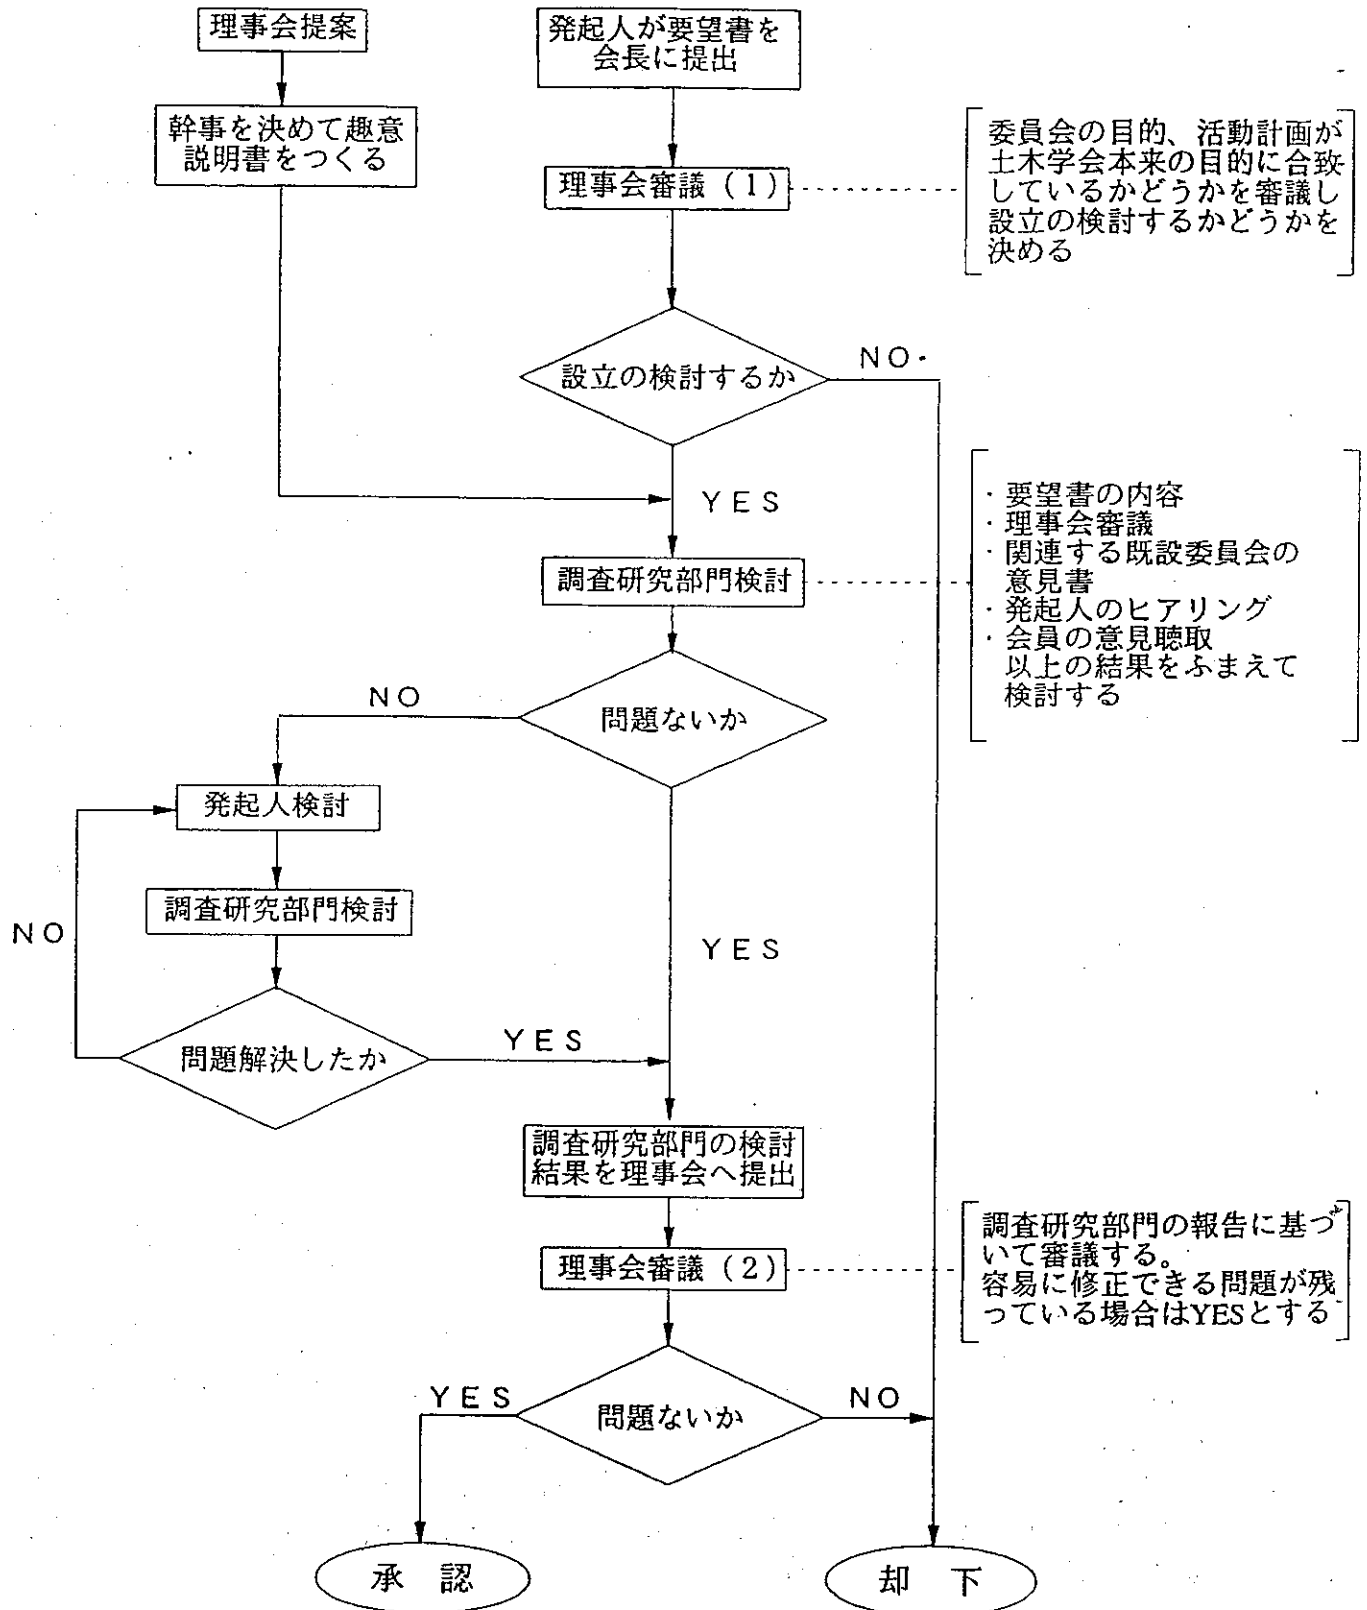 理事会提案
発起人が要望書を
会長に提出
幹事を決めて趣意
説明書をつくる
理事会審議（1）
委員会の目的、活動計画が
土木学会本来の目的に合致
しているかどうかを審議し
設立の検討するかどうかを
決める
設立の検討するか
NO
YES
調査研究部門検討
・要望書の内容
・理事会審議
・関連する既設委員会の
意見書
・発起人のヒアリング
・会員の意見聴取
以上の結果をふまえて
検討する
NO
問題ないか
発起人検討
調査研究部門検討
NO
YES
問題解決したか
YES
調査研究部門の検討
結果を理事会へ提出
理事会審議（2）
調査研究部門の報告に基づ
いて審議する。
容易に修正できる問題が残
っている場合はYESとする
YES
問題ないか
NO
承 認
却 下